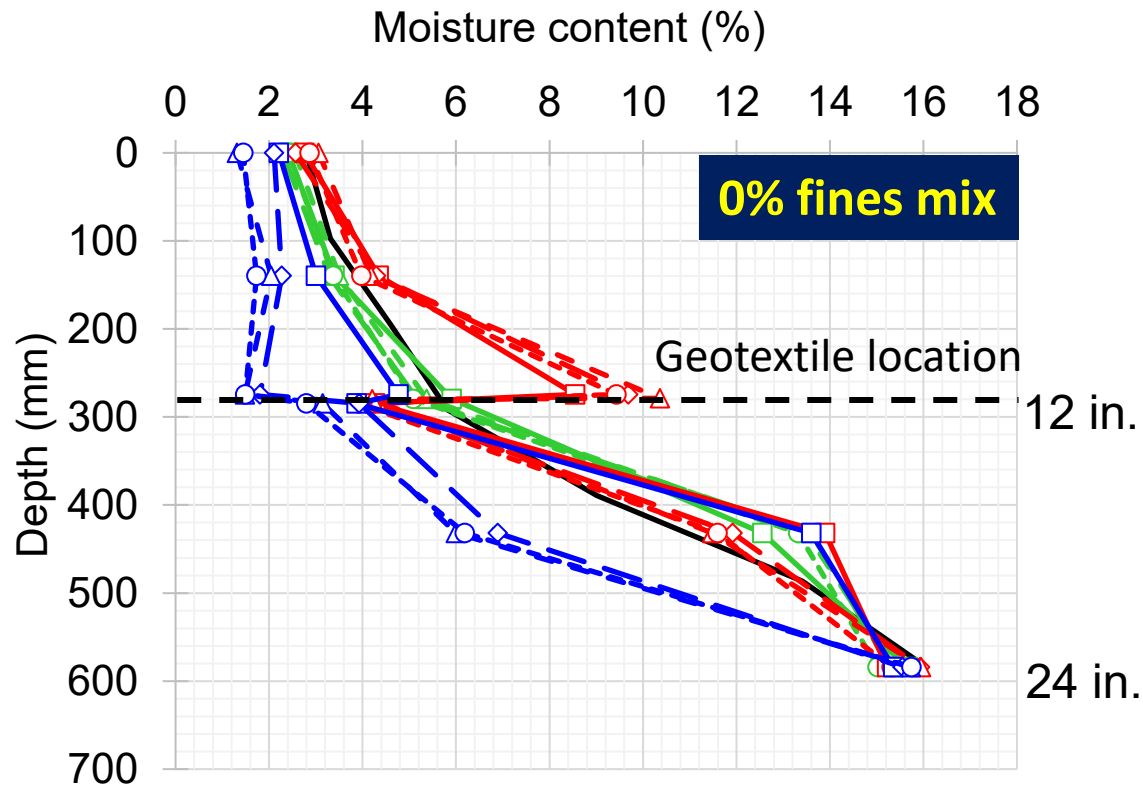 Moisture content (%)
0 2 4 6 8 10 12 14 16 18
0
0% fines mix
100
200
Geotextile location
300
12 in.
400
Depth (mm)
500
600
24 in.
700